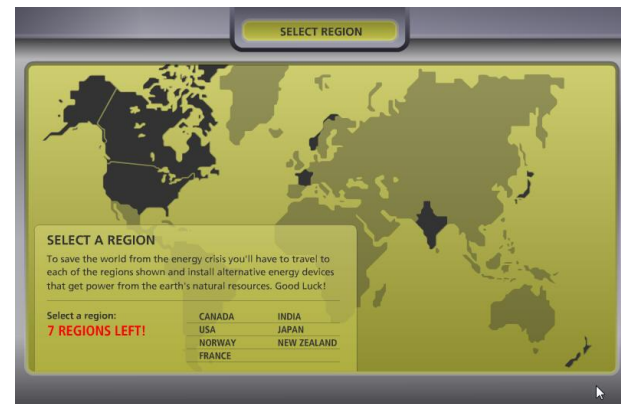 SELECT REGION
SELECT A REGION
To save the world from the energy crisis you'll have to travel to
each of the regions shown and install alternative energy devices
that get power from the earth's natural resources. Good Luck!
Select a region:
7 REGIONS LEFT!
CANADA
USA
NORWAY
FRANCE
INDIA
JAPAN
NEW ZEALAND